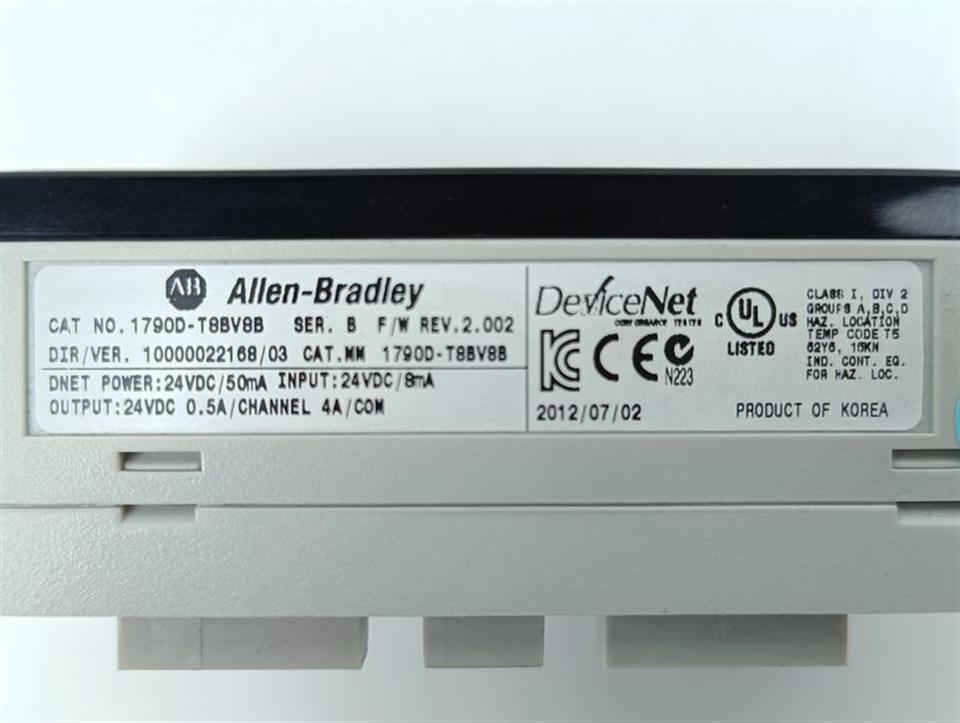 AB Allen-Bradley
CAT NO. 1790D-T8BV8B SER. B F/W REV.2.002
DIR/VER. 10000022168/03 CAT.MM 1790D-T8BV8B
DNET POWER:24VDC/50mA INPUT:24VDC/8mA
OUTPUT:24VDC 0.5A/CHANNEL 4A/COM
DeviceNet
CONFORMANCE TESTED
KC CE N223
2012/07/02
C UL US
LISTED
CLASS I, DIV 2
GROUPS A,B,C,D
HAZ. LOCATION
TEMP CODE T5
IND. CONT. EQ.
FOR HAZ. LOC.
PRODUCT OF KOREA